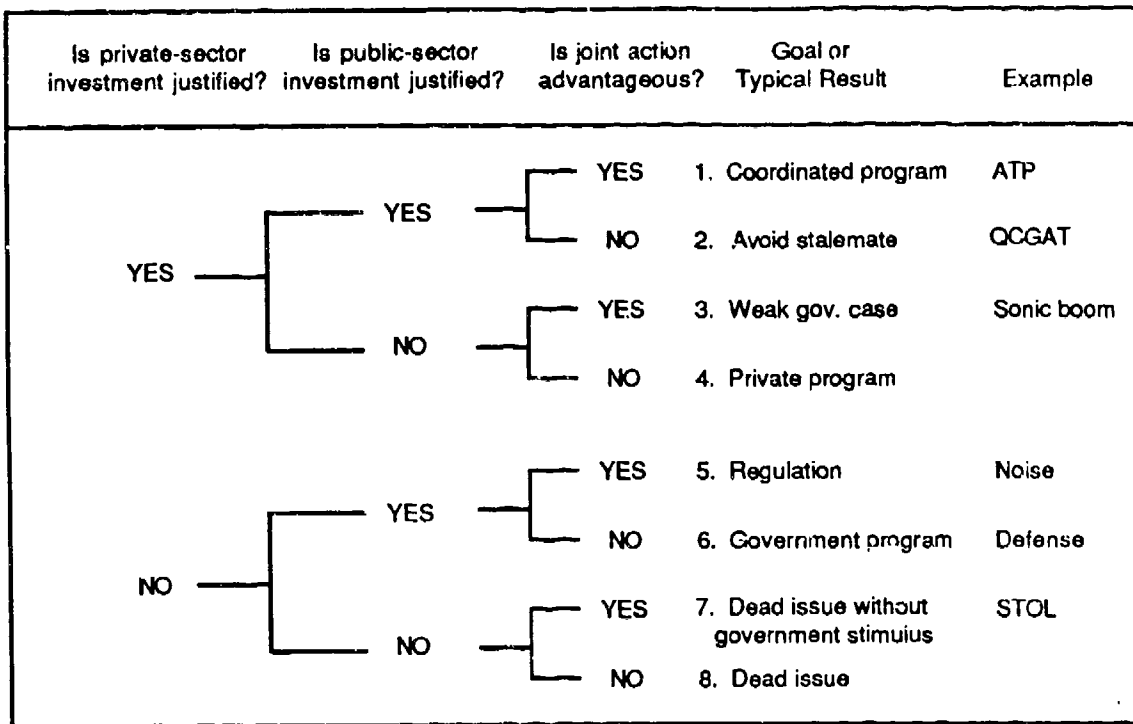 Is private-sector Is public-sector Is joint action Goal or
investment justified? investment justified? advantageous? Typical Result Example
YES 1. Coordinated program ATP
YES
NO 2. Avoid stalemate QCGAT
YES
YES 3. Weak gov. case Sonic boom
NO
NO 4. Private program
YES 5. Regulation Noise
YES
NO 6. Government program Defense
NO
YES 7. Dead issue without STOL
government stimulus
NO
NO 8. Dead issue